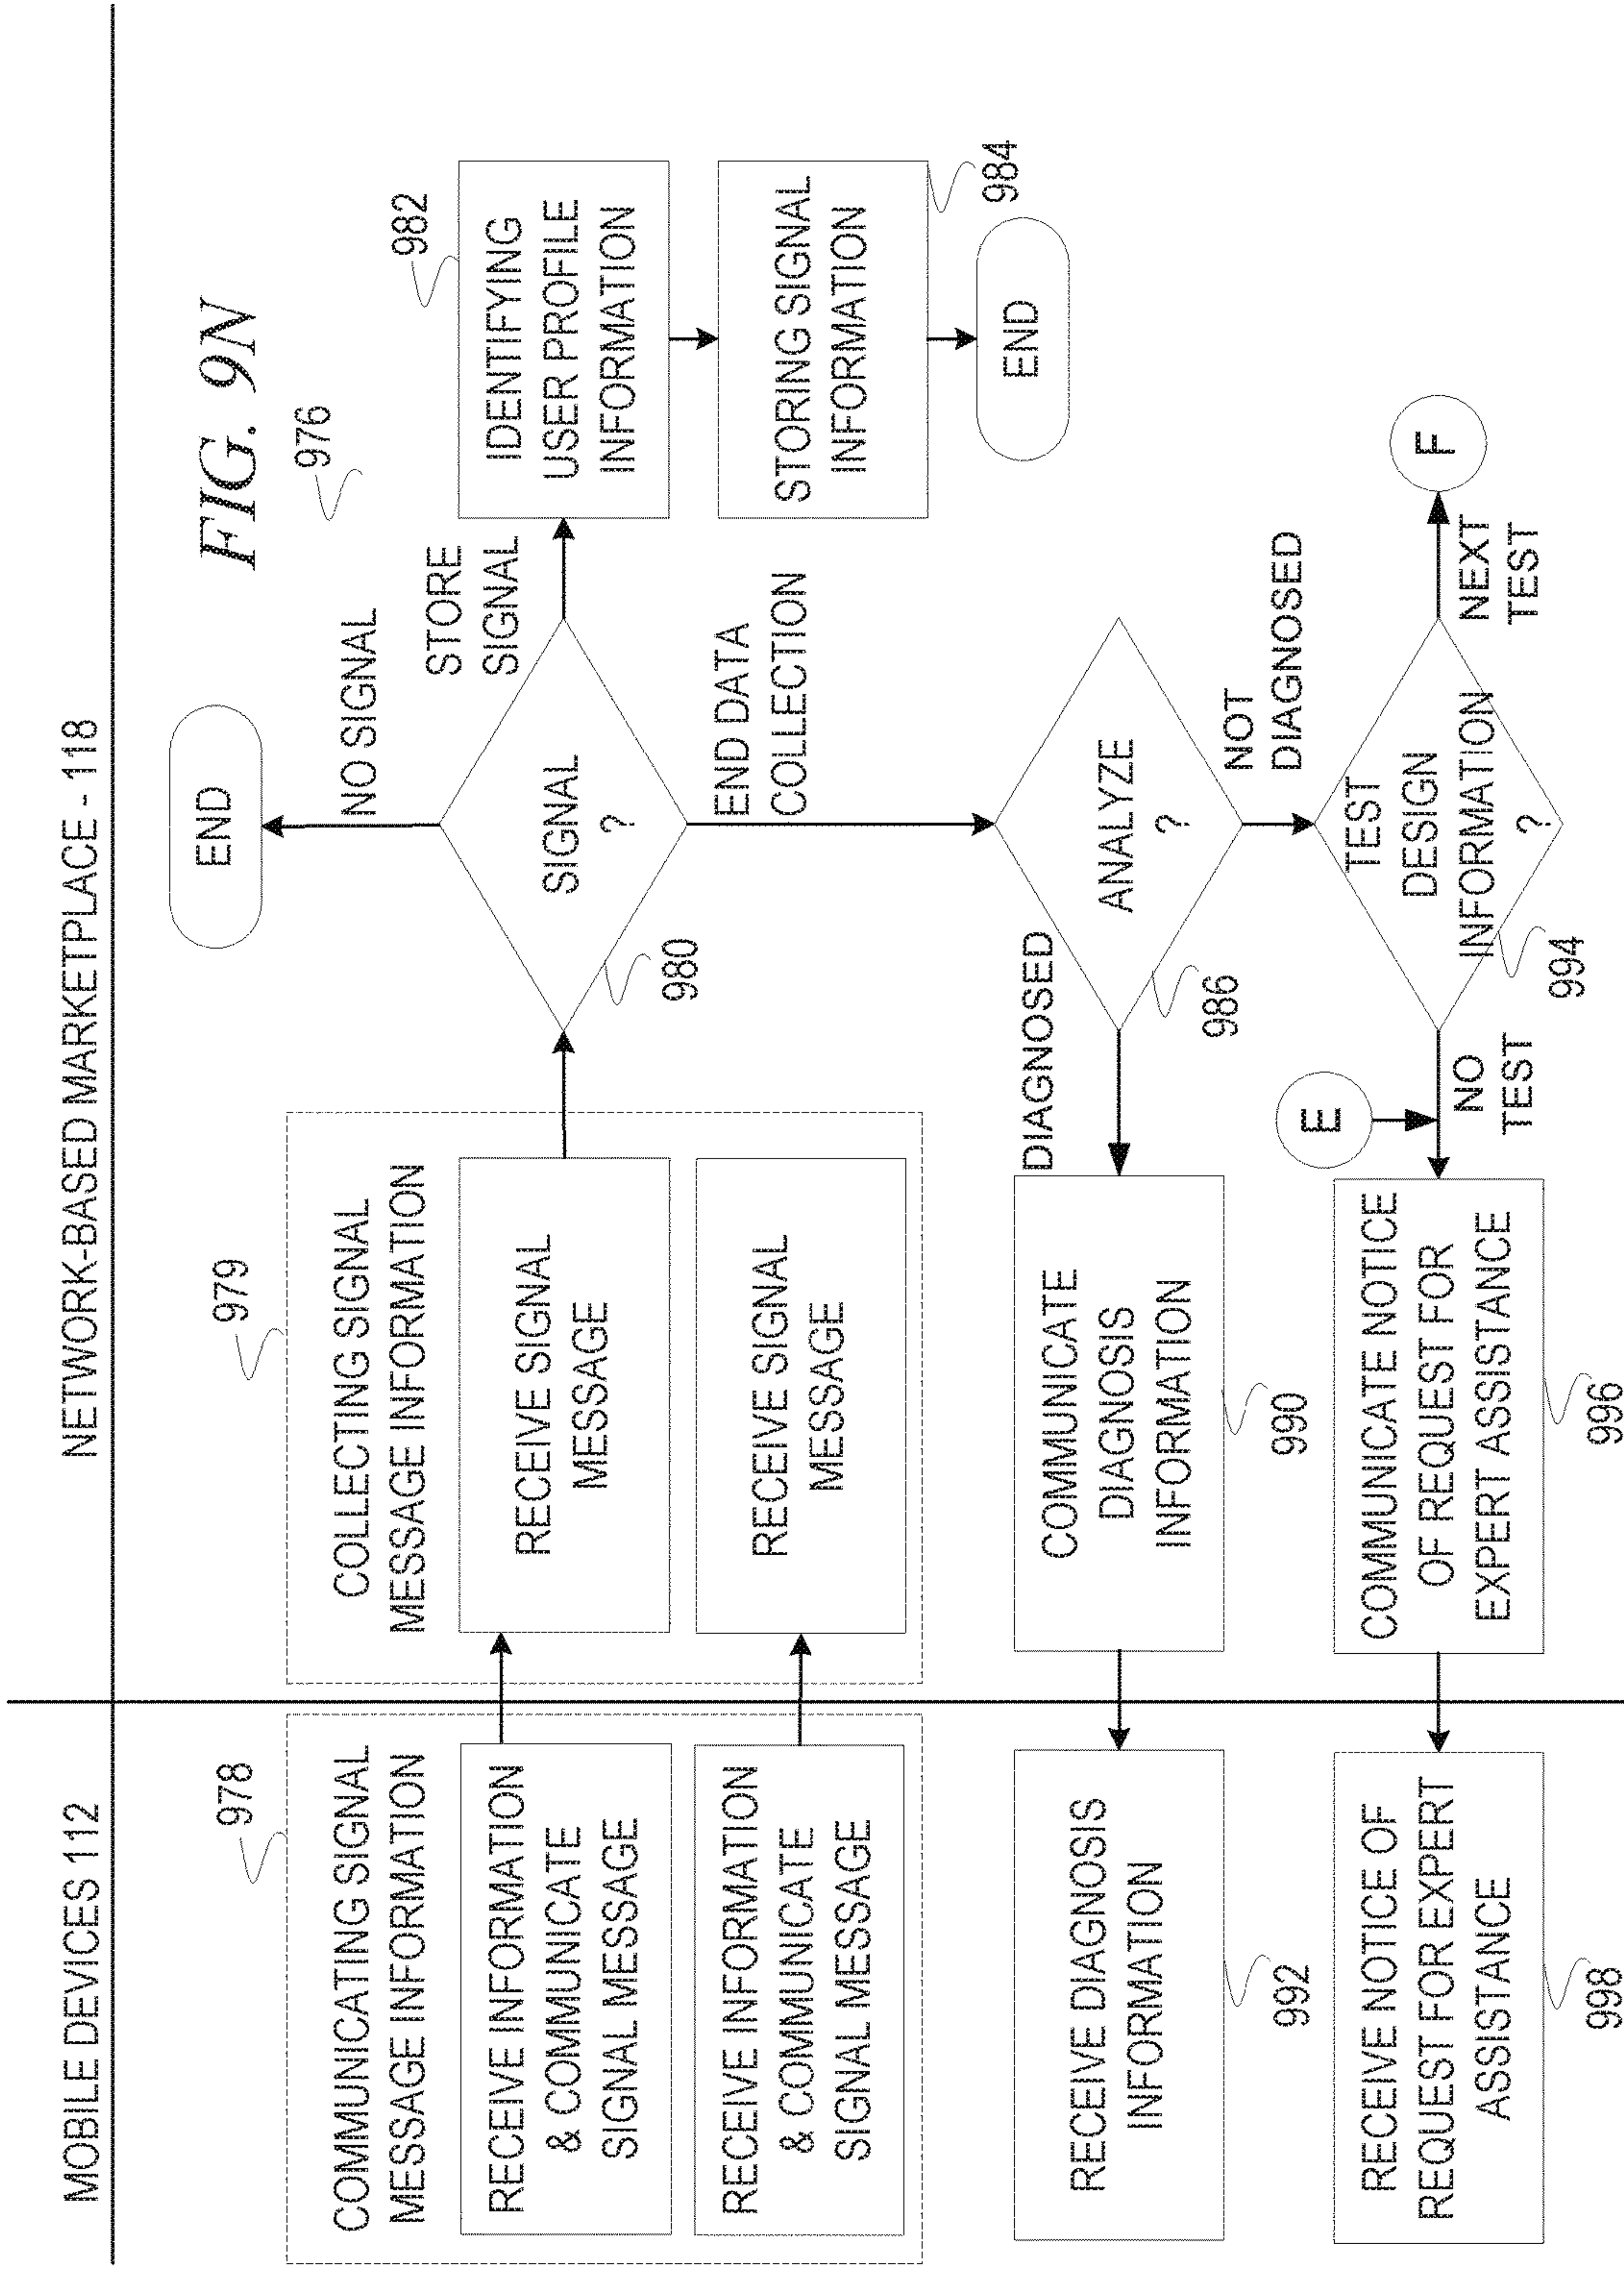 MOBILE DEVICES 112
NETWORK-BASED MARKETPLACE - 118
FIG. 9N
976
978
COMMUNICATING SIGNAL
MESSAGE INFORMATION
RECEIVE INFORMATION
& COMMUNICATE
SIGNAL MESSAGE
RECEIVE INFORMATION
& COMMUNICATE
SIGNAL MESSAGE
979
COLLECTING SIGNAL
MESSAGE INFORMATION
RECEIVE SIGNAL
MESSAGE
RECEIVE SIGNAL
MESSAGE
END
NO SIGNAL
SIGNAL
?
980
STORE
SIGNAL
982
IDENTIFYING
USER PROFILE
INFORMATION
STORING SIGNAL
INFORMATION
984
END
END DATA
COLLECTION
ANALYZE
?
986
DIAGNOSED
COMMUNICATE
DIAGNOSIS
INFORMATION
990
RECEIVE DIAGNOSIS
INFORMATION
992
NOT
DIAGNOSED
TEST
DESIGN
INFORMATION
?
994
NEXT
TEST
F
E
NO
TEST
COMMUNICATE NOTICE
OF REQUEST FOR
EXPERT ASSISTANCE
996
RECEIVE NOTICE OF
REQUEST FOR EXPERT
ASSISTANCE
998